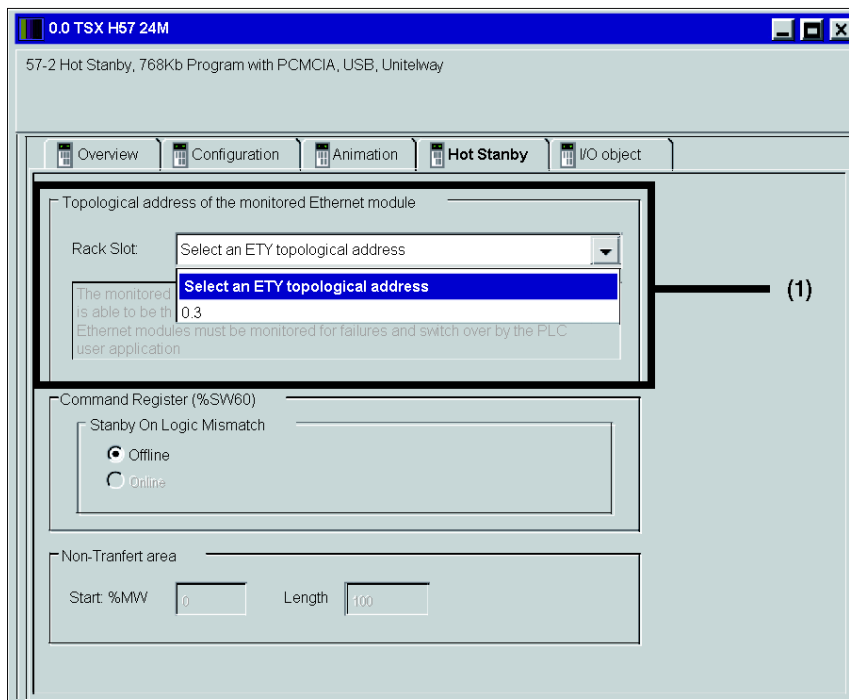 0.0 TSX H57 24M
57-2 Hot Stanby, 768Kb Program with PCMCIA, USB, Unitelway
Overview
Configuration
Animation
Hot Stanby
I/O object
Topological address of the monitored Ethernet module
Rack Slot:
Select an ETY topological address
Select an ETY topological address
0.3
The monitored
is able to be th
Ethernet modules must be monitored for failures and switch over by the PLC
user application
(1)
Command Register (%SW60)
Stanby On Logic Mismatch
Offline
Online
Non-Tranfert area
Start: %MW
0
Length
100